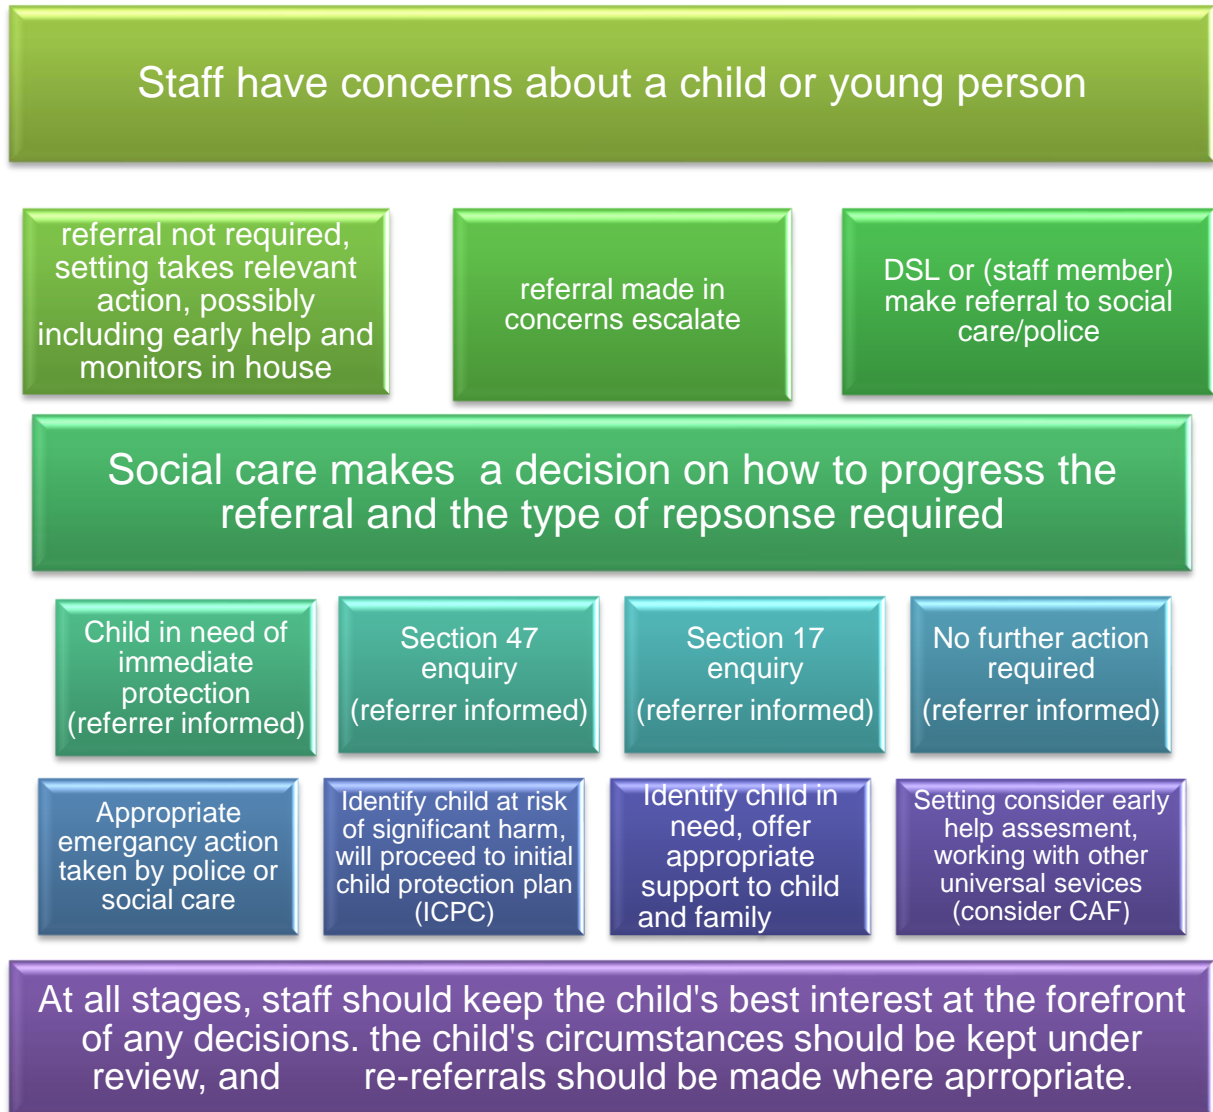 Staff have concerns about a child or young person
referral not required,
setting takes relevant
action, possibly
including early help and
monitors in house
referral made in
concerns escalate
DSL or (staff member)
make referral to social
care/police
Social care makes  a decision on how to progress the
referral and the type of repsonse required
Child in need of
immediate
protection
(referrer informed)
Section 47
enquiry
(referrer informed)
Section 17
enquiry
(referrer informed)
No further action
required
(referrer informed)
Appropriate
emergancy action
taken by police or
social care
Identify child at risk
of significant harm,
will proceed to initial
child protection plan
(ICPC)
Identify chIld in
need, offer
appropriate
support to child
and family
Setting consider early
help assesment,
working with other
universal sevices
(consider CAF)
At all stages, staff should keep the child's best interest at the forefront
of any decisions. the child's circumstances should be kept under
review, and        re-referrals should be made where aprropriate.